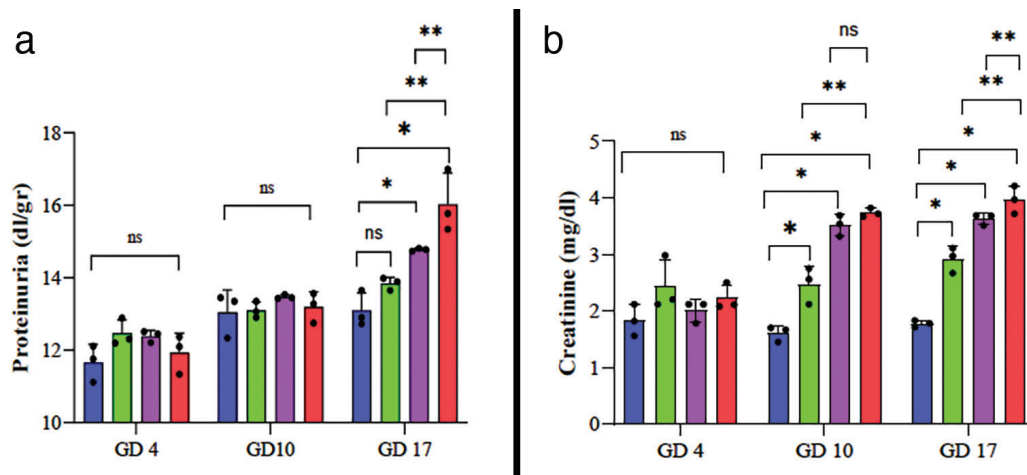 a
**
**
*
*
ns
ns
ns
Proteinuria (dl/gr)
18
16
14
12
10
GD 4
GD10
GD 17
b
ns
**
*
*
*
ns
**
**
*
*
*
Creatinine (mg/dl)
5
4
3
2
1
0
GD 4
GD 10
GD 17